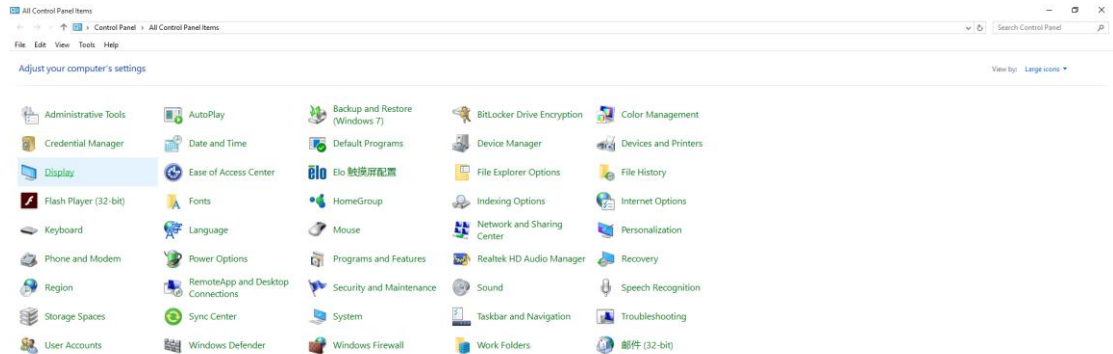 All Control Panel Items
Control Panel › All Control Panel Items
Search Control Panel
File Edit View Tools Help
Adjust your computer's settings
View by: Large icons
Administrative Tools
AutoPlay
Backup and Restore
(Windows 7)
BitLocker Drive Encryption
Color Management
Credential Manager
Date and Time
Default Programs
Device Manager
Devices and Printers
Display
Ease of Access Center
elo Elo 触摸屏配置
File Explorer Options
File History
Flash Player (32-bit)
Fonts
HomeGroup
Indexing Options
Internet Options
Keyboard
Language
Mouse
Network and Sharing
Center
Personalization
Phone and Modem
Power Options
Programs and Features
Realtek HD Audio Manager
Recovery
Region
RemoteApp and Desktop
Connections
Security and Maintenance
Sound
Speech Recognition
Storage Spaces
Sync Center
System
Taskbar and Navigation
Troubleshooting
User Accounts
Windows Defender
Windows Firewall
Work Folders
邮件 (32-bit)